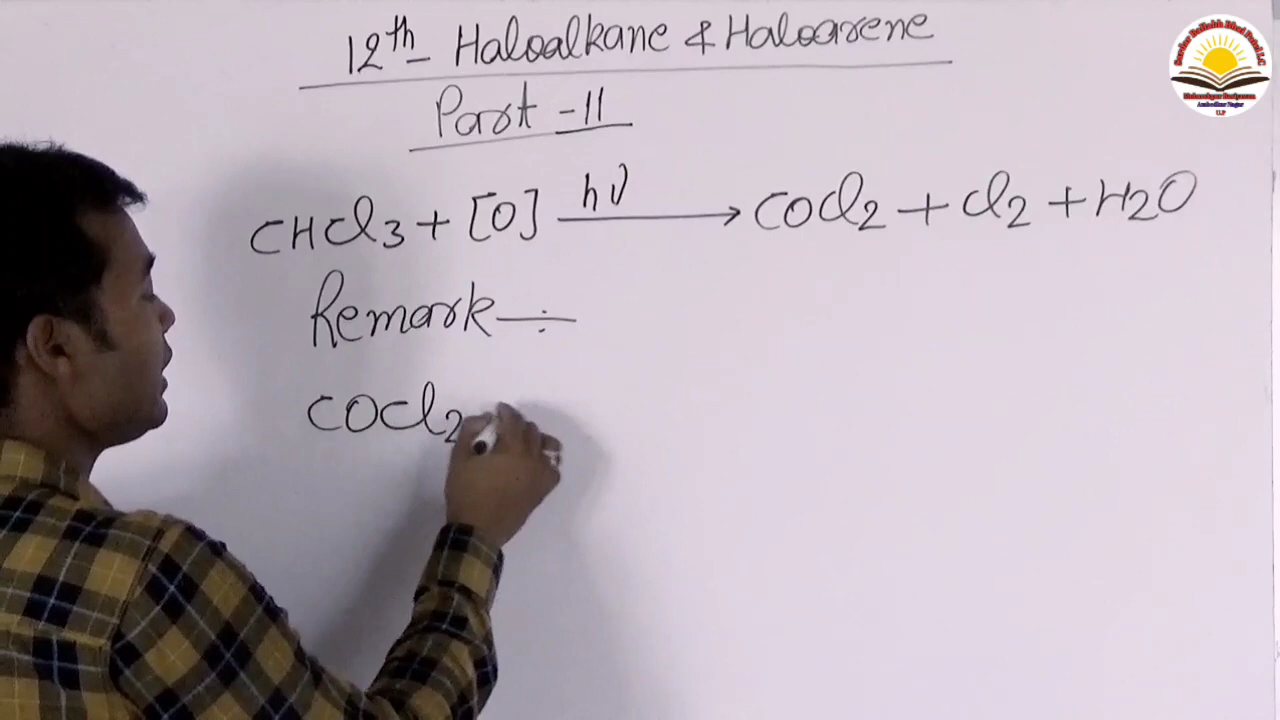 12th - Haloalkane & Haloarene
Part - 11
CHCl3 + [O] hν → COCl2 + Cl2 + H2O
Remark ÷
COCl2